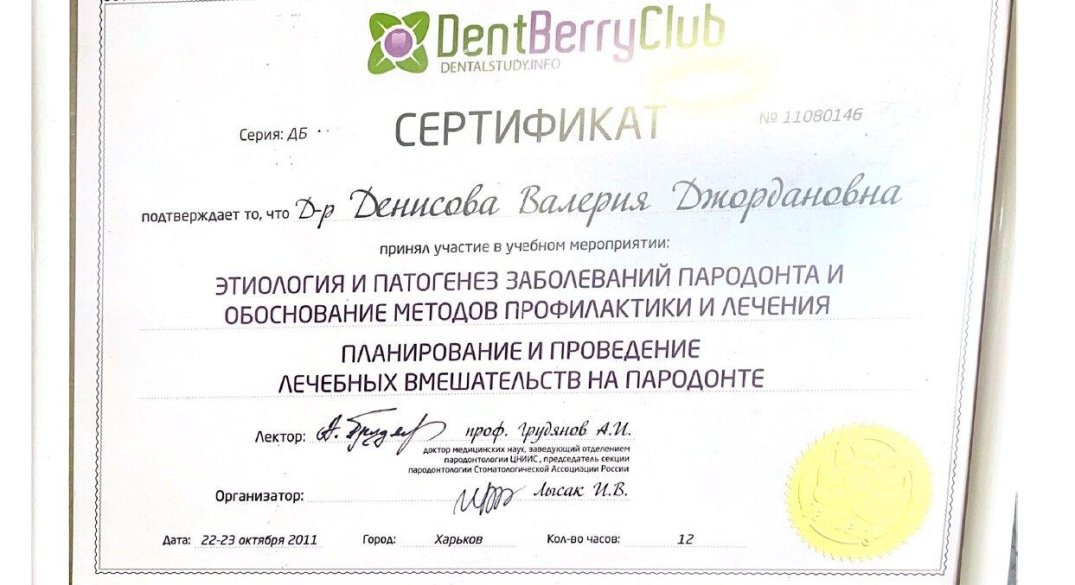 DentBerryClub
DENTALSTUDY.INFO
СЕРТИФИКАТ
Серия: ДБ
№ 11080146
подтверждает то, что Д-р Денисова Валерия Джордановна
принял участие в учебном мероприятии:
ЭТИОЛОГИЯ И ПАТОГЕНЕЗ ЗАБОЛЕВАНИЙ ПАРОДОНТА И
ОБОСНОВАНИЕ МЕТОДОВ ПРОФИЛАКТИКИ И ЛЕЧЕНИЯ
ПЛАНИРОВАНИЕ И ПРОВЕДЕНИЕ
ЛЕЧЕБНЫХ ВМЕШАТЕЛЬСТВ НА ПАРОДОНТЕ
Лектор: проф. Грудянов А.И.
доктор медицинских наук, заведующий отделением
пародонтологии ЦНИИС, председатель секции
пародонтологии Стоматологической Ассоциации России
Организатор: Лысак И.В.
Дата: 22-23 октября 2011 Город: Харьков Кол-во часов: 12